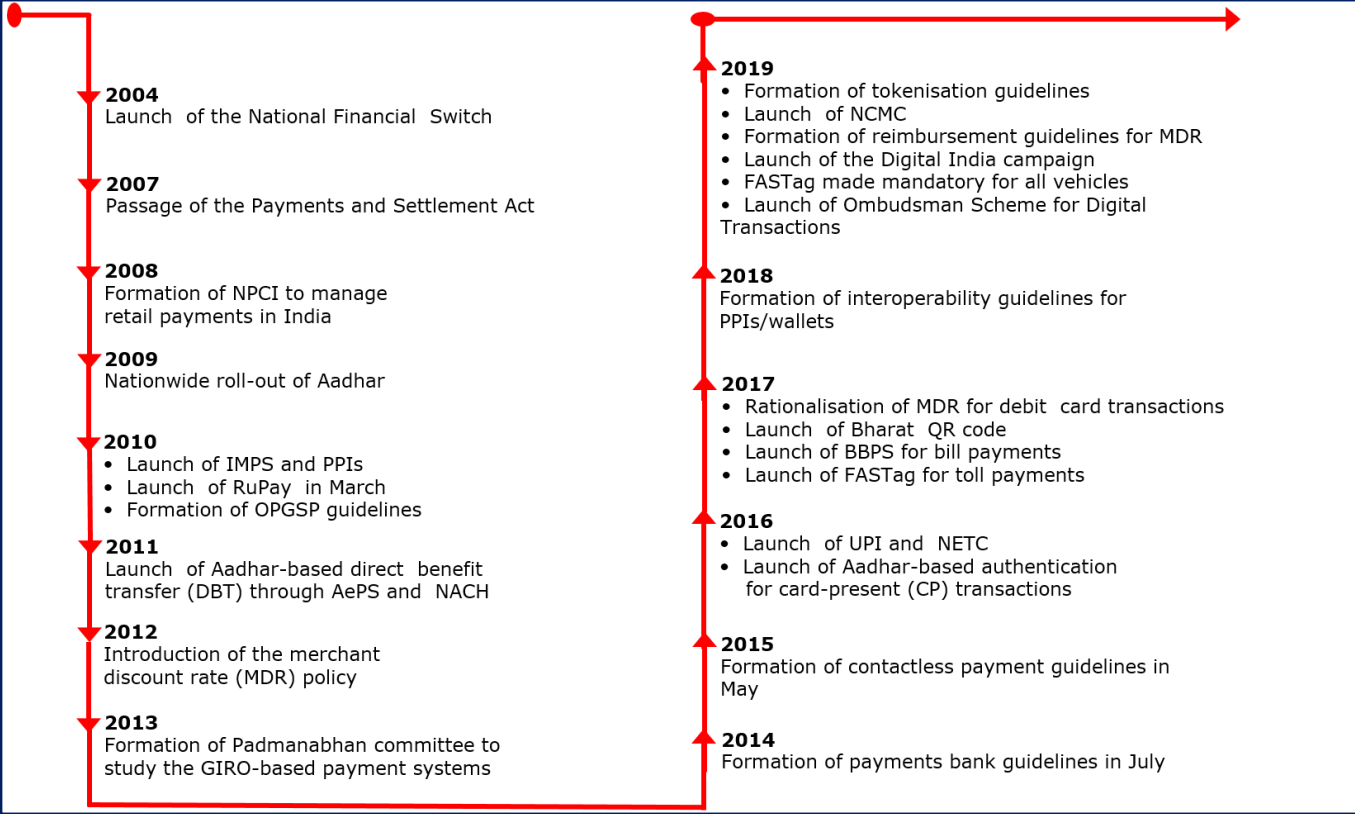 2004
Launch of the National Financial Switch
2007
Passage of the Payments and Settlement Act
2008
Formation of NPCI to manage
retail payments in India
2009
Nationwide roll-out of Aadhar
2010
• Launch of IMPS and PPIs
• Launch of RuPay in March
• Formation of OPGSP guidelines
2011
Launch of Aadhar-based direct benefit
transfer (DBT) through AePS and NACH
2012
Introduction of the merchant
discount rate (MDR) policy
2013
Formation of Padmanabhan committee to
study the GIRO-based payment systems
2014
Formation of payments bank guidelines in July
2015
Formation of contactless payment guidelines in
May
2016
• Launch of UPI and NETC
• Launch of Aadhar-based authentication
for card-present (CP) transactions
2017
• Rationalisation of MDR for debit card transactions
• Launch of Bharat QR code
• Launch of BBPS for bill payments
• Launch of FASTag for toll payments
2018
Formation of interoperability guidelines for
PPIs/wallets
2019
• Formation of tokenisation guidelines
• Launch of NCMC
• Formation of reimbursement guidelines for MDR
• Launch of the Digital India campaign
• FASTag made mandatory for all vehicles
• Launch of Ombudsman Scheme for Digital
Transactions